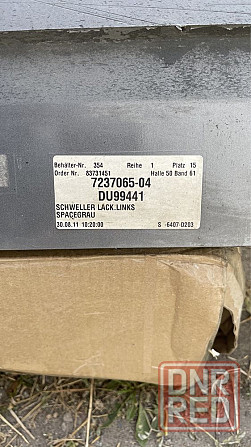 Behälter-Nr. 354 Reihe 1 Platz 15
Order Nr. 83731451 Halle 50 Band 61
7237065-04
DU99441
SCHWELLER LACK.LINKS
SPACEGRAU
30.08.11 10:20:00 S -6407-D203
DNR
RED